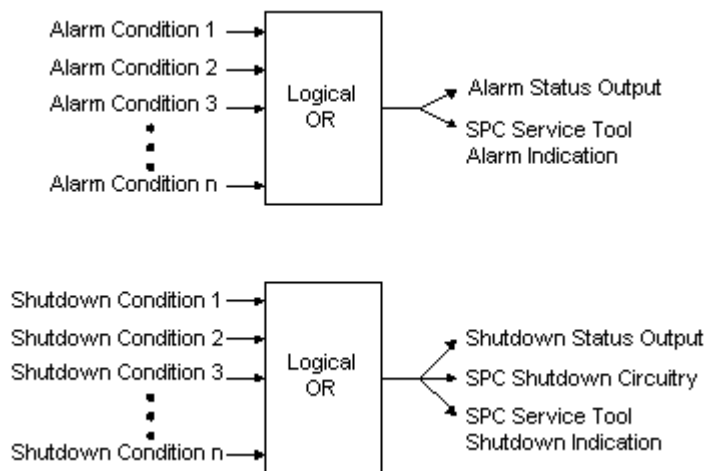 Alarm Condition 1
Alarm Condition 2
Alarm Condition 3
Alarm Condition n
Logical
OR
Alarm Status Output
SPC Service Tool
Alarm Indication
Shutdown Condition 1
Shutdown Condition 2
Shutdown Condition 3
Shutdown Condition n
Logical
OR
Shutdown Status Output
SPC Shutdown Circuitry
SPC Service Tool
Shutdown Indication